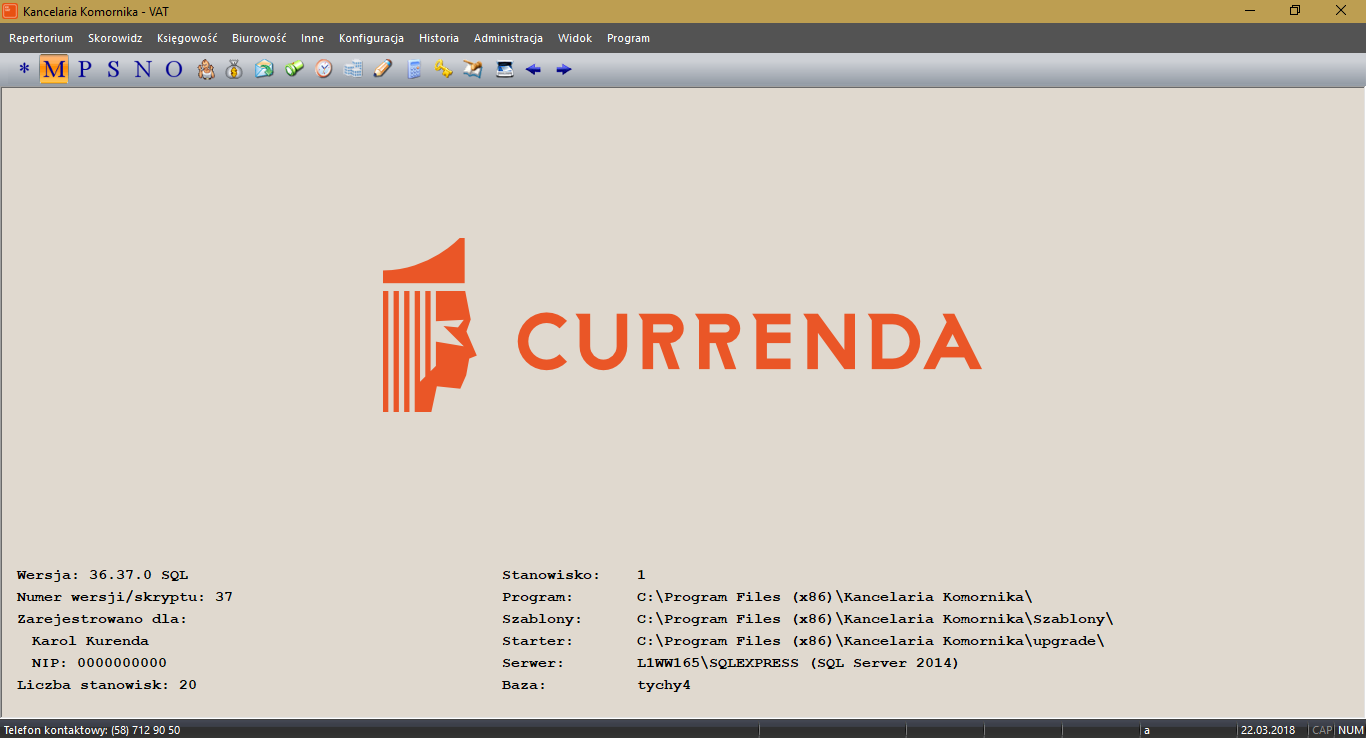 Kancelaria Komornika - VAT
Repertorium Skorowidz Księgowość Biurowość Inne Konfiguracja Historia Administracja Widok Program
* M P S N O
CURRENDA
Wersja: 36.37.0 SQL
Numer wersji/skryptu: 37
Zarejestrowano dla:
Karol Kurenda
NIP: 0000000000
Liczba stanowisk: 20
Stanowisko: 1
Program: C:\Program Files (x86)\Kancelaria Komornika\
Szablony: C:\Program Files (x86)\Kancelaria Komornika\Szablony\
Starter: C:\Program Files (x86)\Kancelaria Komornika\upgrade\
Serwer: L1WW165\SQLEXPRESS (SQL Server 2014)
Baza: tychy4
Telefon kontaktowy: (58) 712 90 50 a 22.03.2018 CAP NUM